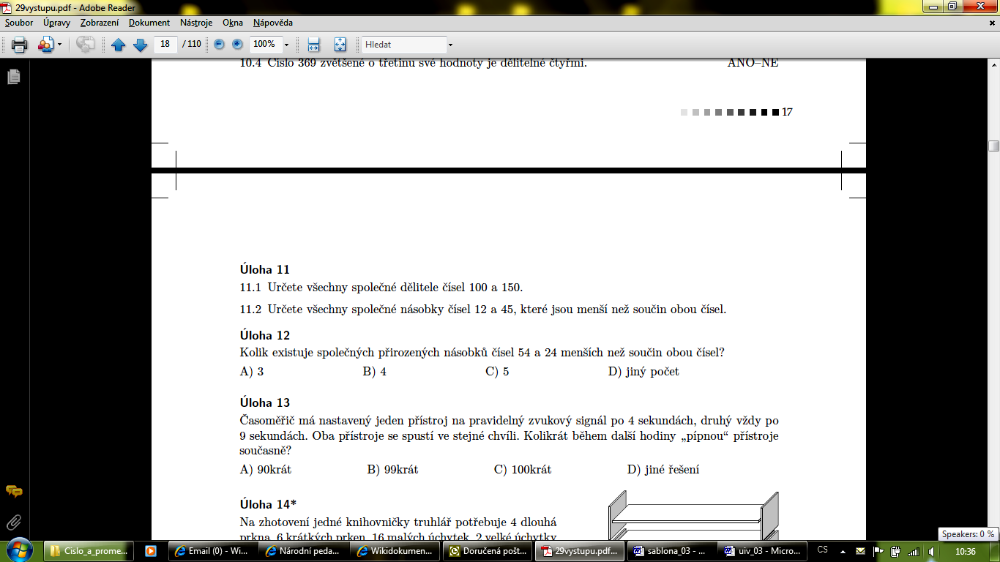 29vystupu.pdf - Adobe Reader
Soubor Úpravy Zobrazení Dokument Nástroje Okna Nápověda
18 / 110 100% Hledat
10.4 Číslo 369 zvětšené o třetinu své hodnoty je dělitelné čtyřmi. ANO–NE
17
Úloha 11
11.1 Určete všechny společné dělitele čísel 100 a 150.
11.2 Určete všechny společné násobky čísel 12 a 45, které jsou menší než součin obou čísel.
Úloha 12
Kolik existuje společných přirozených násobků čísel 54 a 24 menších než součin obou čísel?
A) 3 B) 4 C) 5 D) jiný počet
Úloha 13
Časoměřič má nastavený jeden přístroj na pravidelný zvukový signál po 4 sekundách, druhý vždy po
9 sekundách. Oba přístroje se spustí ve stejné chvíli. Kolikrát během další hodiny „pípnou“ přístroje
současně?
A) 90krát B) 99krát C) 100krát D) jiné řešení
Úloha 14*
Na zhotovení jedné knihovničky truhlář potřebuje 4 dlouhá
prkna, 6 krátkých prken, 16 malých úchytek, 2 velké úchytky
Speakers: 0 %
Cislo_a_prome... Email (0) - Wi... Národní peda... Wikidokumen... Doručená pošt... 29vystupu.pdf... sablona_03 - ... uiv_03 - Micro... CS 10:36